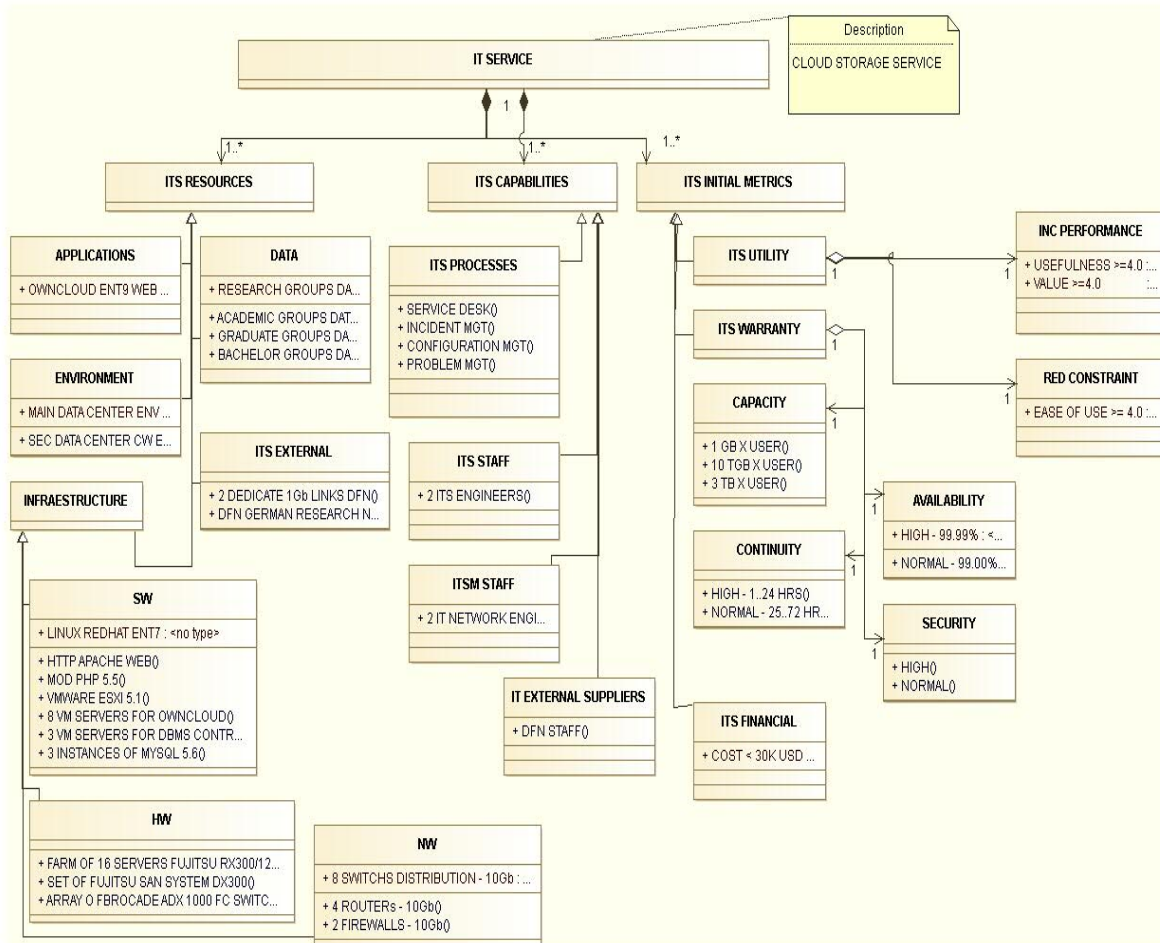 Description
CLOUD STORAGE SERVICE
IT SERVICE
1
1..*
1..*
1..*
ITS RESOURCES
ITS CAPABILITIES
ITS INITIAL METRICS
APPLICATIONS
+ OWNCLOUD ENT9 WEB ...
DATA
+ RESEARCH GROUPS DA...
+ ACADEMIC GROUPS DAT...
+ GRADUATE GROUPS DA...
+ BACHELOR GROUPS DA...
ENVIRONMENT
+ MAIN DATA CENTER ENV ...
+ SEC DATA CENTER CW E...
ITS EXTERNAL
+ 2 DEDICATE 1Gb LINKS DFN()
+ DFN GERMAN RESEARCH N...
INFRAESTRUCTURE
SW
+ LINUX REDHAT ENT7 : <no type>
+ HTTP APACHE WEB()
+ MOD PHP 5.5()
+ VMWARE ESXI 5.1()
+ 8 VM SERVERS FOR OWNCLOUD()
+ 3 VM SERVERS FOR DBMS CONTR...
+ 3 INSTANCES OF MYSQL 5.6()
HW
+ FARM OF 16 SERVERS FUJITSU RX300/12...
+ SET OF FUJITSU SAN SYSTEM DX300()
+ ARRAY O FBROCADE ADX 1000 FC SWITC...
NW
+ 8 SWITCHS DISTRIBUTION - 10Gb : ...
+ 4 ROUTERs - 10Gb()
+ 2 FIREWALLS - 10Gb()
ITS PROCESSES
+ SERVICE DESK()
+ INCIDENT MGT()
+ CONFIGURATION MGT()
+ PROBLEM MGT()
ITS STAFF
+ 2 ITS ENGINEERS()
ITSM STAFF
+ 2 IT NETWORK ENGI...
IT EXTERNAL SUPPLIERS
+ DFN STAFF()
ITS UTILITY
1
1
INC PERFORMANCE
+ USEFULNESS >=4.0 :...
+ VALUE >=4.0 :...
ITS WARRANTY
1
1
RED CONSTRAINT
+ EASE OF USE >= 4.0 :...
CAPACITY
+ 1 GB X USER()
+ 10 TGB X USER()
+ 3 TB X USER()
1
1
AVAILABILITY
+ HIGH - 99.99% : <...
+ NORMAL - 99.00%...
CONTINUITY
+ HIGH - 1..24 HRS()
+ NORMAL - 25..72 HR...
1
1
SECURITY
+ HIGH()
+ NORMAL()
ITS FINANCIAL
+ COST < 30K USD ...